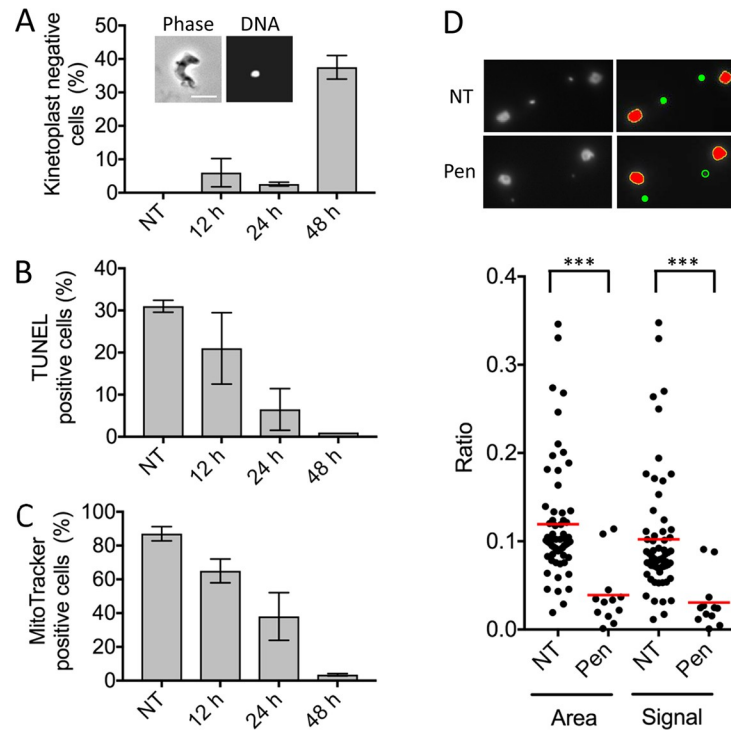 A
Kinetoplast negative
cells (%)
50
40
30
20
10
0
Phase DNA
NT 12 h 24 h 48 h
B
TUNEL
positive cells (%)
40
30
20
10
0
NT 12 h 24 h 48 h
C
MitoTracker
positive cells (%)
100
80
60
40
20
0
NT 12 h 24 h 48 h
D
NT
Pen
*** ***
Ratio
0.4
0.3
0.2
0.1
0.0
NT Pen NT Pen
Area Signal